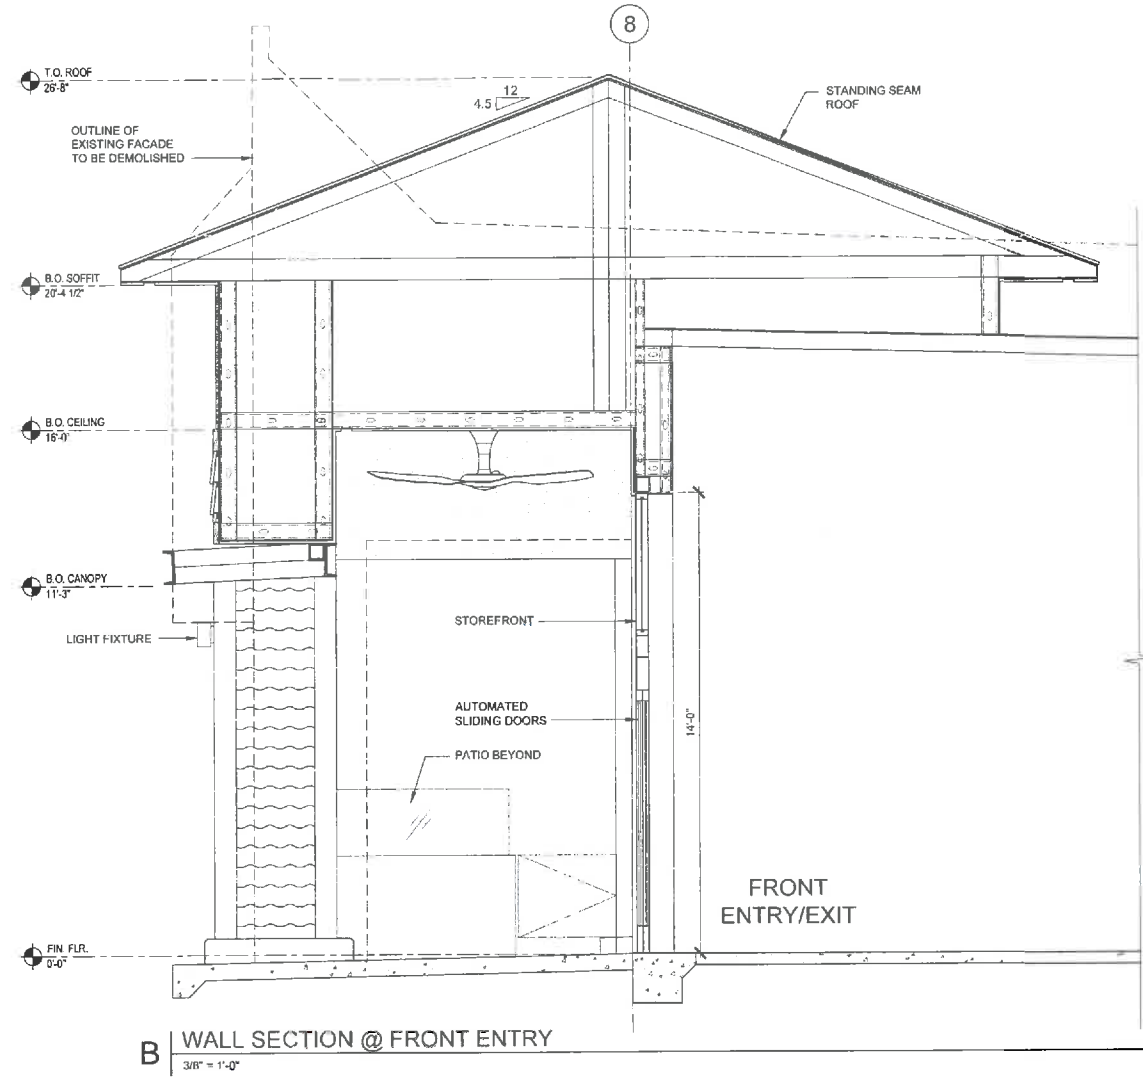 8
T.O. ROOF
26'-8"
12
4.5
STANDING SEAM
ROOF
OUTLINE OF
EXISTING FACADE
TO BE DEMOLISHED
B.O. SOFFIT
20'-4 1/2"
B.O. CEILING
16'-0"
B.O. CANOPY
11'-3"
LIGHT FIXTURE
STOREFRONT
AUTOMATED
SLIDING DOORS
14'-0"
PATIO BEYOND
FRONT
ENTRY/EXIT
FIN. FLR.
0'-0"
B
WALL SECTION @ FRONT ENTRY
3/8" = 1'-0"